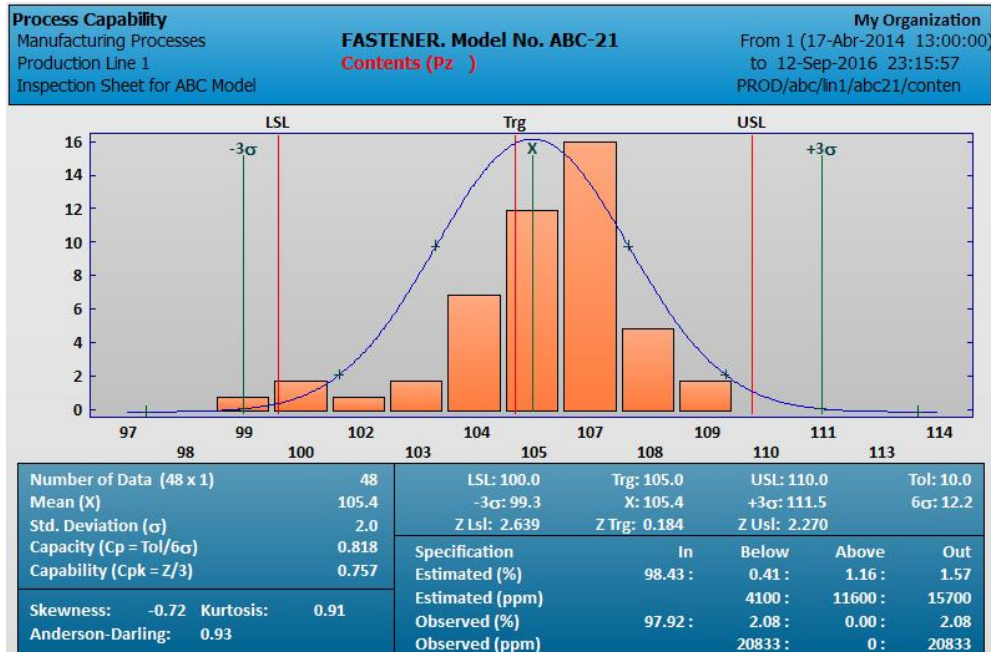 Process Capability
Manufacturing Processes
Production Line 1
Inspection Sheet for ABC Model
FASTENER. Model No. ABC-21
Contents (Pz )
My Organization
From 1 (17-Abr-2014 13:00:00)
to 12-Sep-2016 23:15:57
PROD/abc/lin1/abc21/conten
LSL Trg USL
-3σ X +3σ
16
14
12
10
8
6
4
2
0
97 99 102 104 105 107 109 111 114
98 100 103 105 108 110 113
Number of Data (48 x 1) 48
Mean (X) 105.4
Std. Deviation (σ) 2.0
Capacity (Cp = Tol/6σ) 0.818
Capability (Cpk = Z/3) 0.757
Skewness: -0.72 Kurtosis: 0.91
Anderson-Darling: 0.93
LSL: 100.0 Trg: 105.0 USL: 110.0 Tol: 10.0
-3σ: 99.3 X: 105.4 +3σ: 111.5 6σ: 12.2
Z Lsl: 2.639 Z Trg: 0.184 Z Usl: 2.270
Specification In Below Above Out
Estimated (%) 98.43 : 0.41 : 1.16 : 1.57
Estimated (ppm) 4100 : 11600 : 15700
Observed (%) 97.92 : 2.08 : 0.00 : 2.08
Observed (ppm) 20833 : 0 : 20833